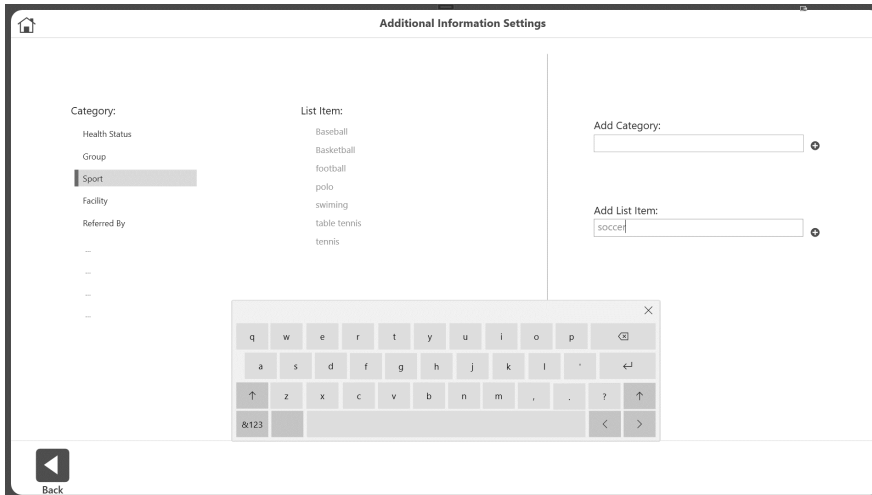 Additional Information Settings
Category:
Health Status
Group
Sport
Facility
Referred By
...
...
...
...
List Item:
Baseball
Basketball
football
polo
swiming
table tennis
tennis
Add Category:
Add List Item:
soccer
q w e r t y u i o p
a s d f g h j k l '
z x c v b n m , . ?
&123 < >
Back